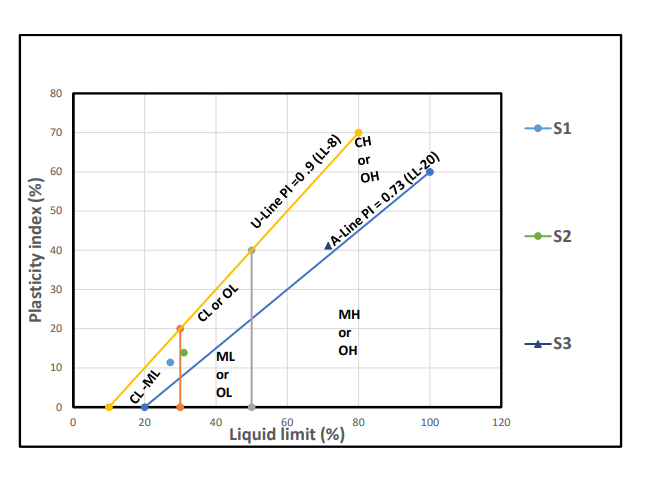 80
70
60
50
40
30
20
10
0
0
20
40
60
80
100
120
Plasticity index (%)
Liquid limit (%)
U-Line PI =0 .9 (LL-8)
A-Line PI = 0.73 (LL-20)
CH
or
OH
CL or OL
CL -ML
ML
or
OL
MH
or
OH
S1
S2
S3